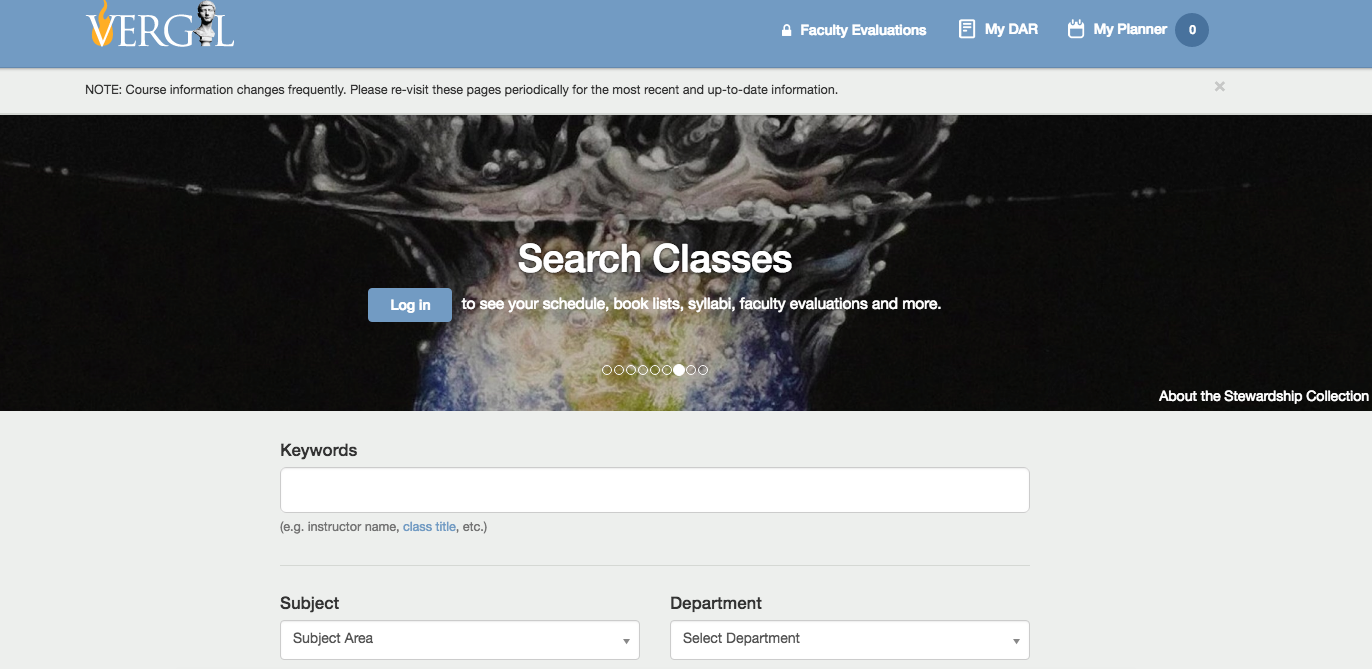 VERGIL
Faculty Evaluations
My DAR
My Planner
0
NOTE: Course information changes frequently. Please re-visit these pages periodically for the most recent and up-to-date information.
×
Search Classes
Log in to see your schedule, book lists, syllabi, faculty evaluations and more.
About the Stewardship Collection
Keywords
(e.g. instructor name, class title, etc.)
Subject
Subject Area
Department
Select Department